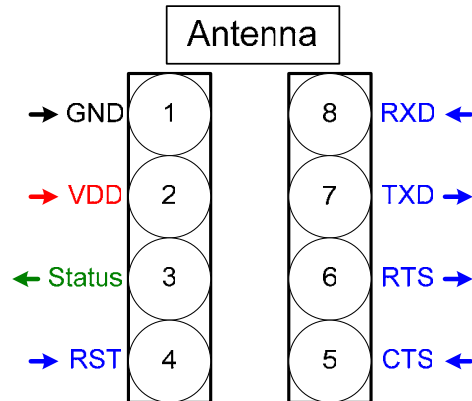 Antenna
GND 1 8 RXD
VDD 2 7 TXD
Status 3 6 RTS
RST 4 5 CTS